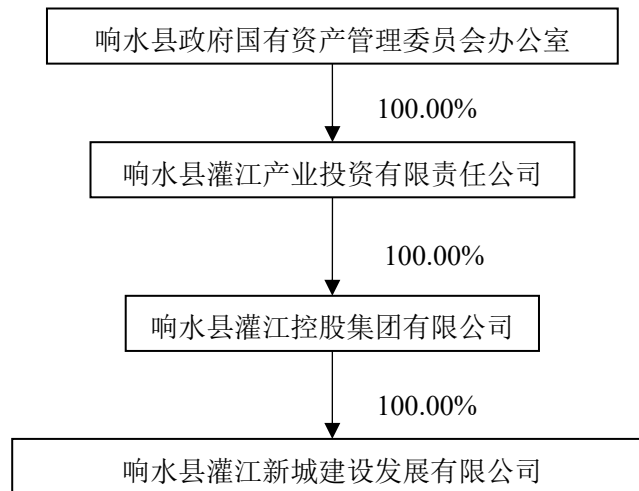 响水县政府国有资产管理委员会办公室
100.00%
响水县灌江产业投资有限责任公司
100.00%
响水县灌江控股集团有限公司
100.00%
响水县灌江新城建设发展有限公司